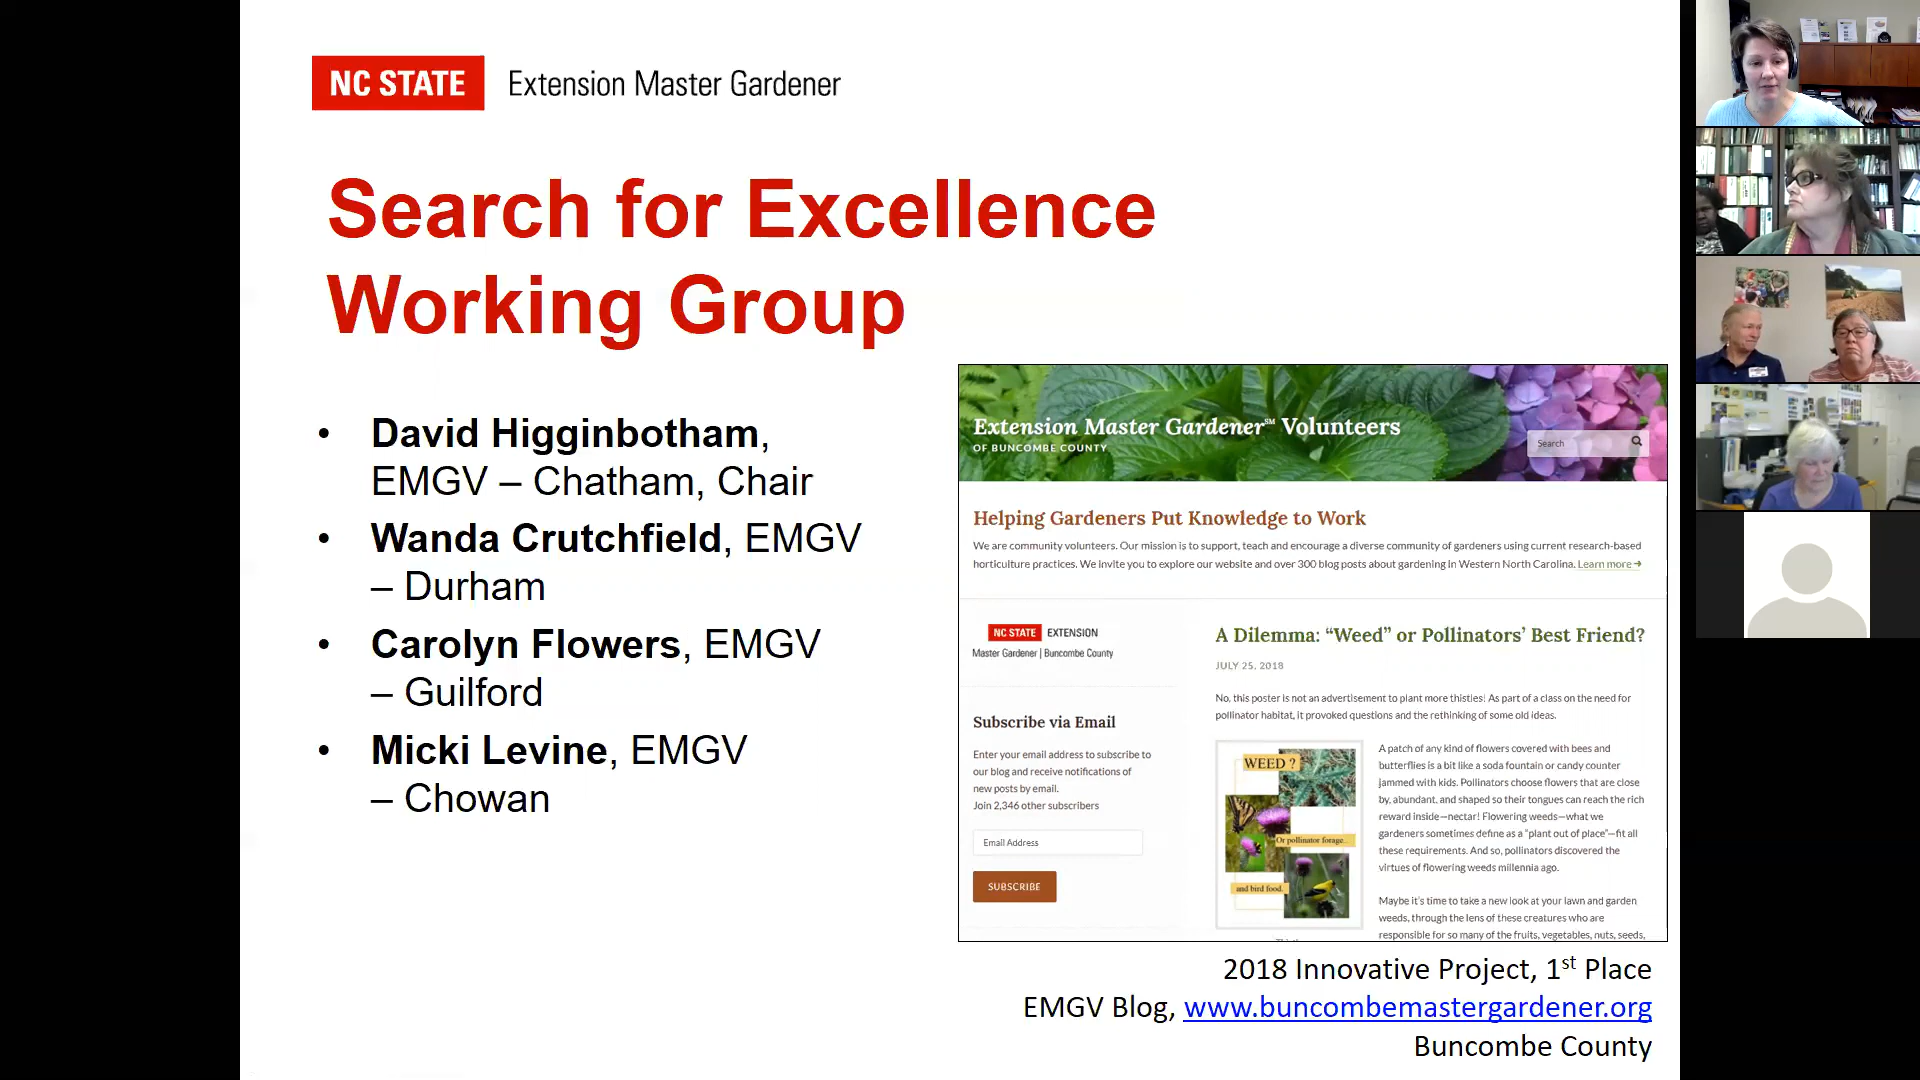 NC STATE Extension Master Gardener
Search for Excellence
Working Group
• David Higginbotham,
EMGV – Chatham, Chair
• Wanda Crutchfield, EMGV
– Durham
• Carolyn Flowers, EMGV
– Guilford
• Micki Levine, EMGV
– Chowan
Extension Master Gardener℠ Volunteers
OF BUNCOMBE COUNTY
Search
Helping Gardeners Put Knowledge to Work
We are community volunteers. Our mission is to support, teach and encourage a diverse community of gardeners using current research-based
horticulture practices. We invite you to explore our website and over 300 blog posts about gardening in Western North Carolina. Learn more ➔
NC STATE EXTENSION
Master Gardener | Buncombe County
Subscribe via Email
Enter your email address to subscribe to
our blog and receive notifications of
new posts by email.
Join 2,346 other subscribers
Email Address
SUBSCRIBE
A Dilemma: “Weed” or Pollinators’ Best Friend?
JULY 25, 2018
No, this poster is not an advertisement to plant more thistles! As part of a class on the need for
pollinator habitat, it provoked questions and the rethinking of some old ideas.
WEED ?
Or pollinator forage...
and bird food.
A patch of any kind of flowers covered with bees and
butterflies is a bit like a soda fountain or candy counter
jammed with kids. Pollinators choose flowers that are close
by, abundant, and shaped so their tongues can reach the rich
reward inside—nectar! Flowering weeds—what we
gardeners sometimes define as a “plant out of place”—fit all
these requirements. And so, pollinators discovered the
virtues of flowering weeds millennia ago.
Maybe it’s time to take a new look at your lawn and garden
weeds, through the lens of these creatures who are
responsible for so many of the fruits, vegetables, nuts, seeds,
2018 Innovative Project, 1st Place
EMGV Blog, www.buncombemastergardener.org
Buncombe County